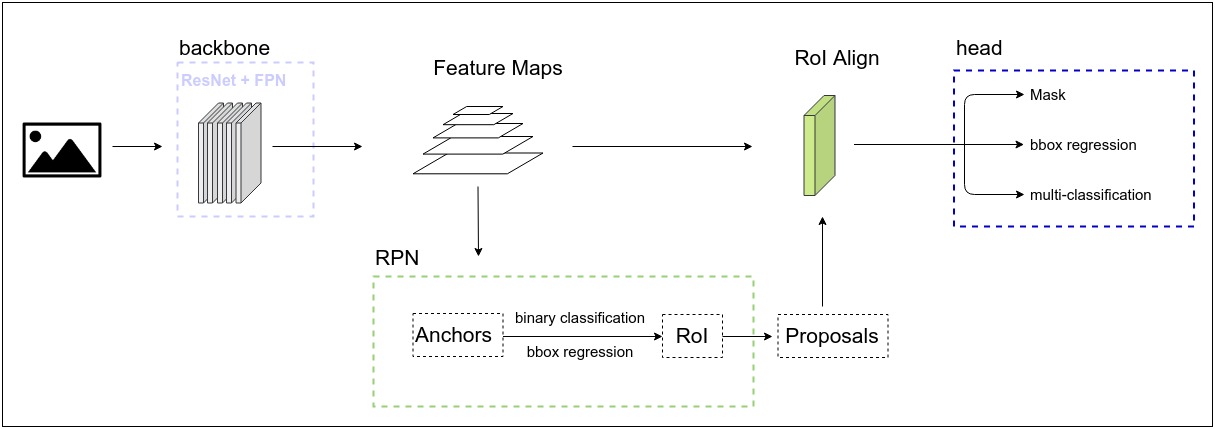 backbone
ResNet + FPN
Feature Maps
RoI Align
head
Mask
bbox regression
multi-classification
RPN
Anchors
binary classification
bbox regression
RoI
Proposals